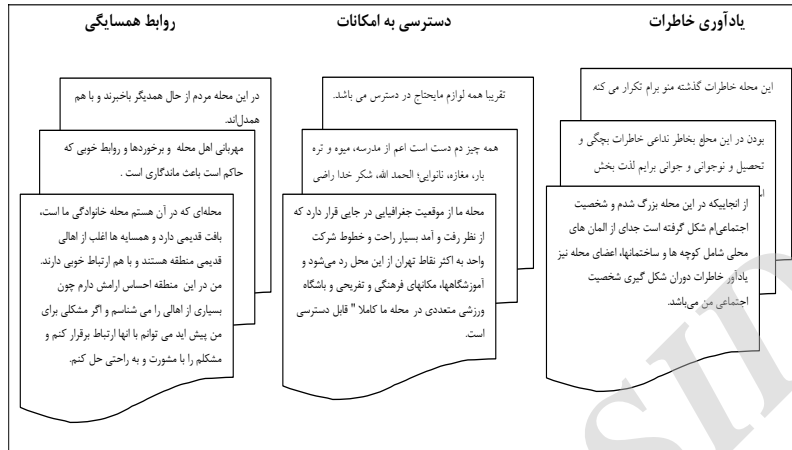 یادآوری خاطرات
این محله خاطرات گذشته منو برام تکرار می کنه
بودن در این محله بخاطر تداعی خاطرات بچگی و
تحصیل و نوجوانی و جوانی برایم لذت بخش
از انجاییکه در این محله بزرگ شدم و شخصیت
اجتماعی‌ام شکل گرفته است جدای از المان های
محلی شامل کوچه ها و ساختمانها، اعضای محله نیز
یادآور خاطرات دوران شکل گیری شخصیت
اجتماعی من می‌باشد.
دسترسی به امکانات
تقریبا همه لوازم مایحتاج در دسترس می باشد.
همه چیز دم دست است اعم از مدرسه، میوه و تره
بار، مغازه، نانوایی؛ الحمد الله، شکر خدا راضی
محله ما از موقعیت جغرافیایی در جایی قرار دارد که
از نظر رفت و آمد بسیار راحت و خطوط شرکت
واحد به اکثر نقاط تهران از این محل رد می‌شود و
آموزشگاهها، مکانهای فرهنگی و تفریحی و باشگاه
ورزشی متعددی در محله ما کاملا " قابل دسترسی
است.
روابط همسایگی
در این محله مردم از حال همدیگر باخبرند و با هم
همدل‌اند.
مهربانی اهل محله و برخوردها و روابط خوبی که
حاکم است باعث ماندگاری است .
محله‌ای که در آن هستم محله خانوادگی ما است،
بافت قدیمی دارد و همسایه ها اغلب از اهالی
قدیمی منطقه هستند و با هم ارتباط خوبی دارند.
من در این منطقه احساس ارامش دارم چون
بسیاری از اهالی را می شناسم و اگر مشکلی برای
من پیش اید می توانم با انها ارتباط برقرار کنم و
مشکلم را با مشورت و به راحتی حل کنم.
SID